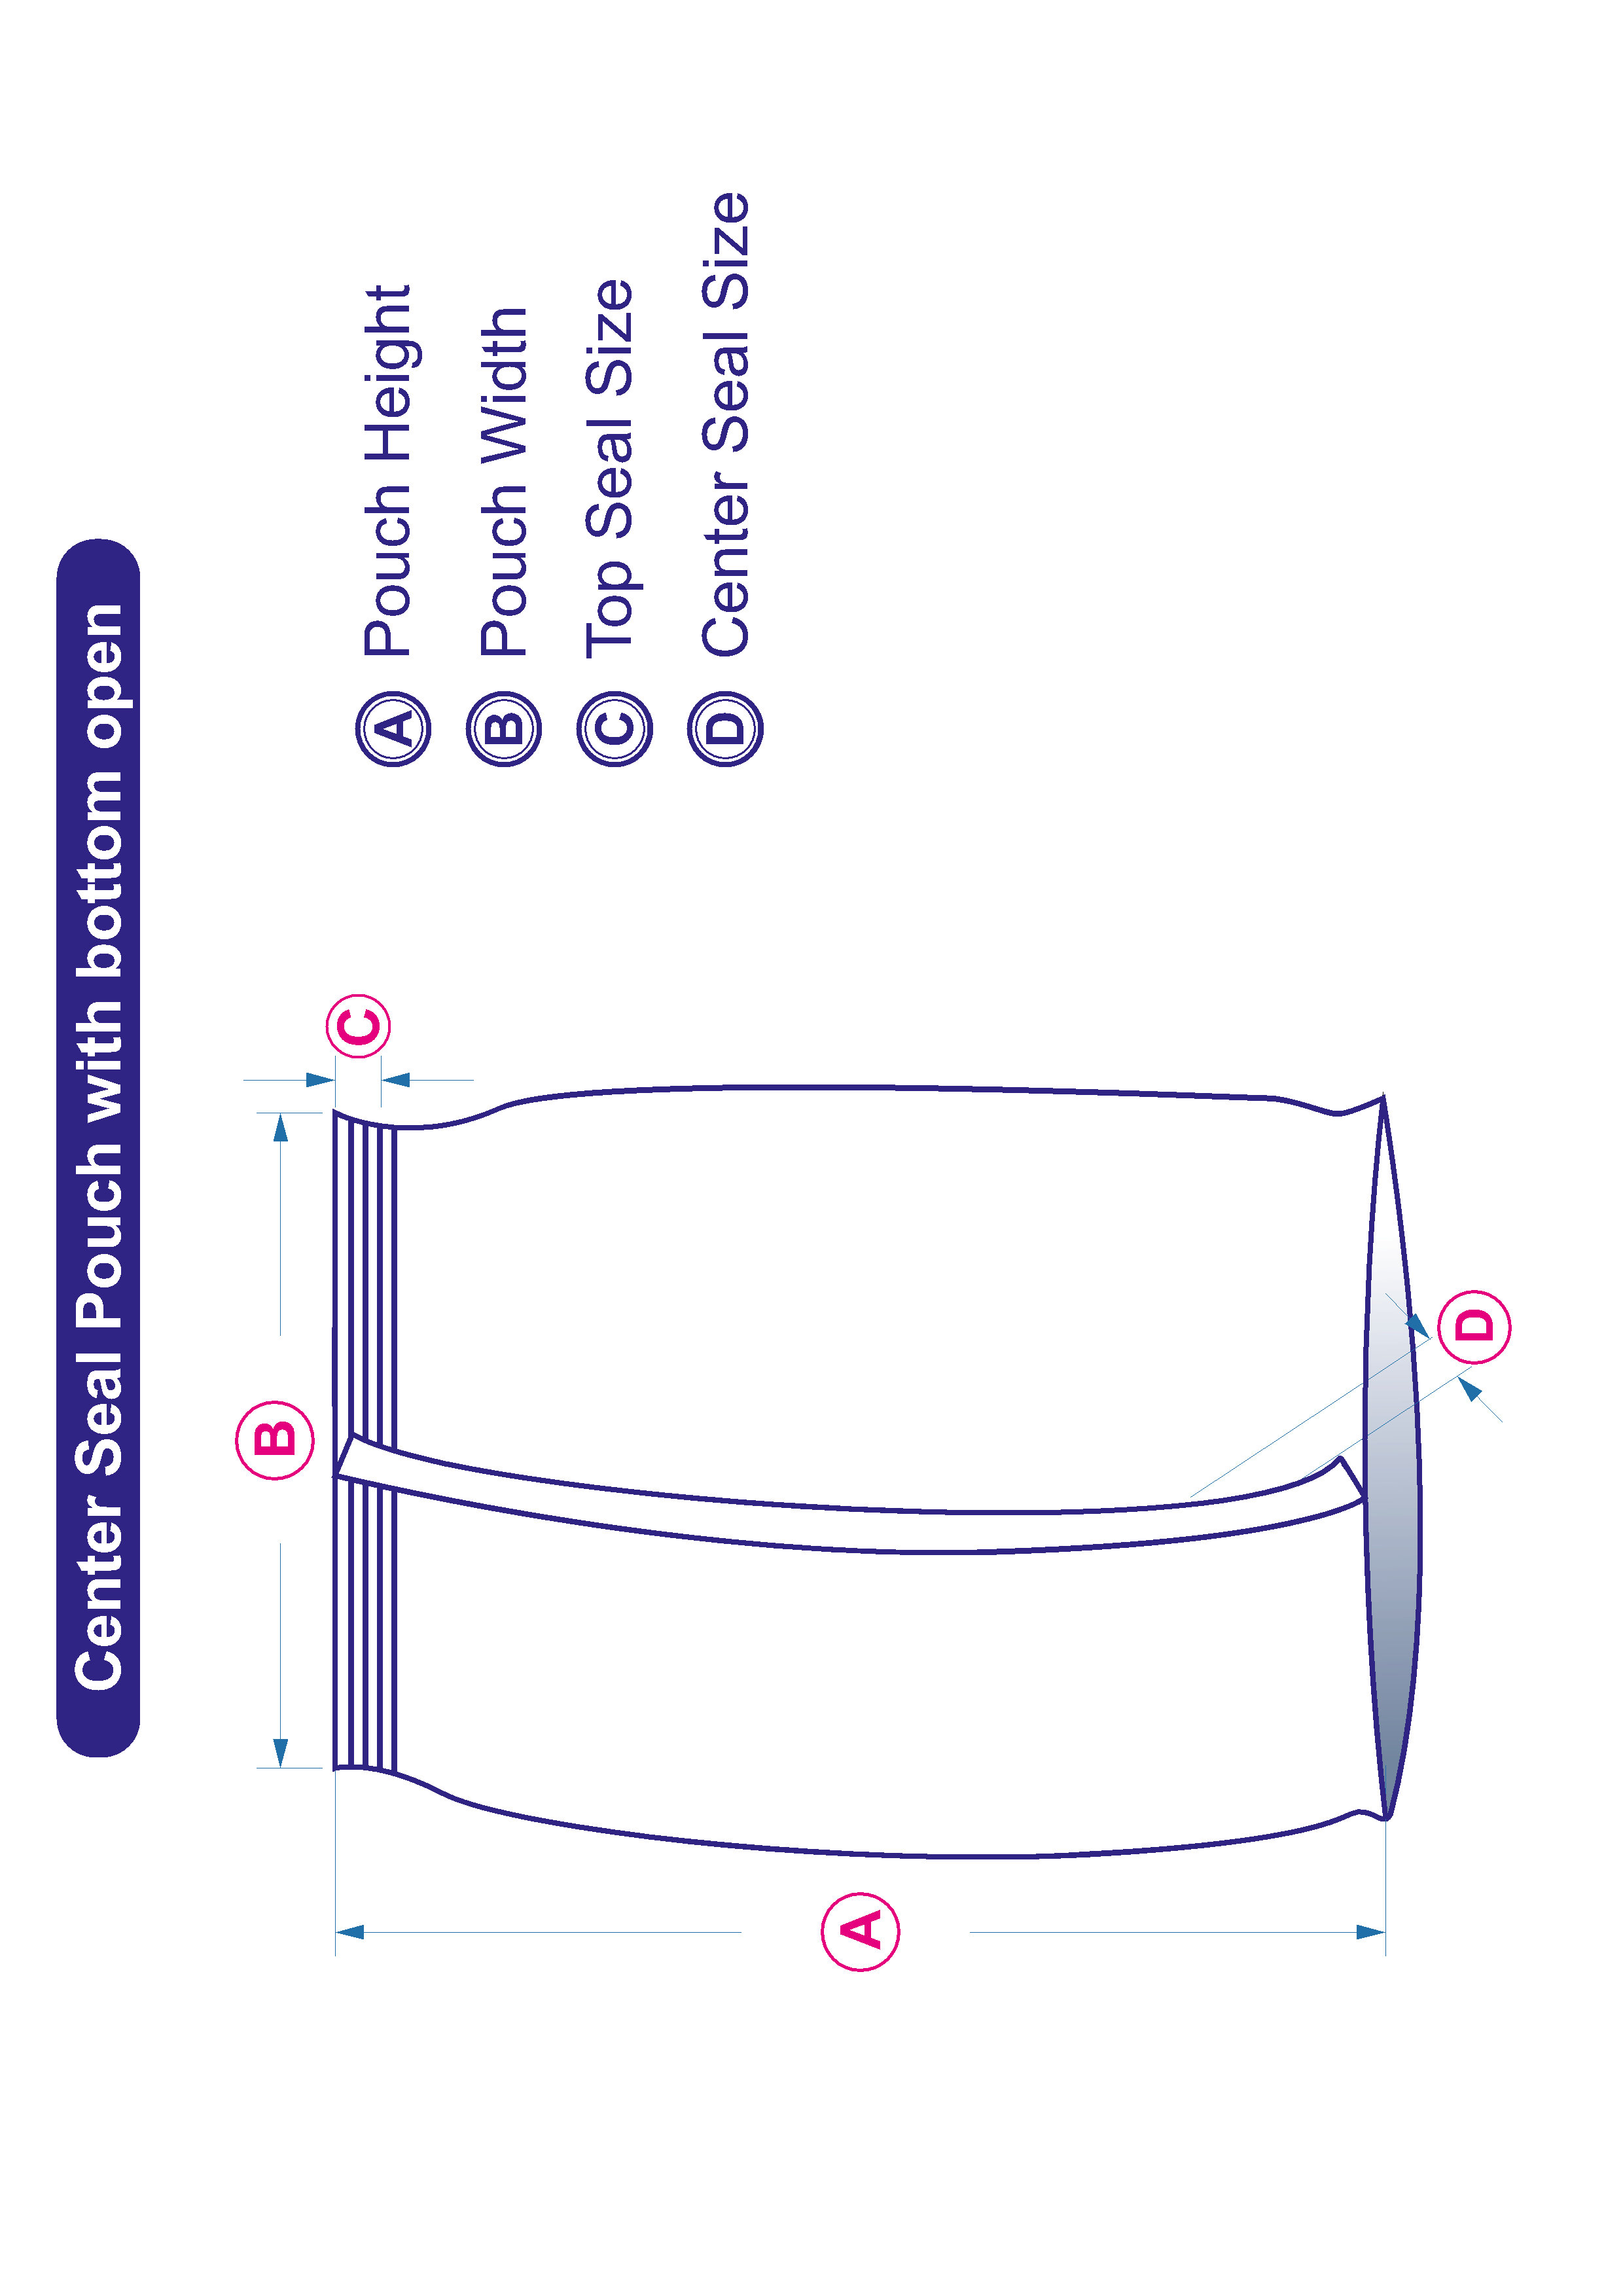 Center Seal Pouch with bottom open
B
C
A
D
A Pouch Height
B Pouch Width
C Top Seal Size
D Center Seal Size